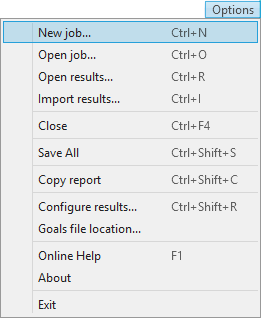 Options
New job... Ctrl+N
Open job... Ctrl+O
Open results... Ctrl+R
Import results... Ctrl+I
Close Ctrl+F4
Save All Ctrl+Shift+S
Copy report Ctrl+Shift+C
Configure results... Ctrl+Shift+R
Goals file location...
Online Help F1
About
Exit